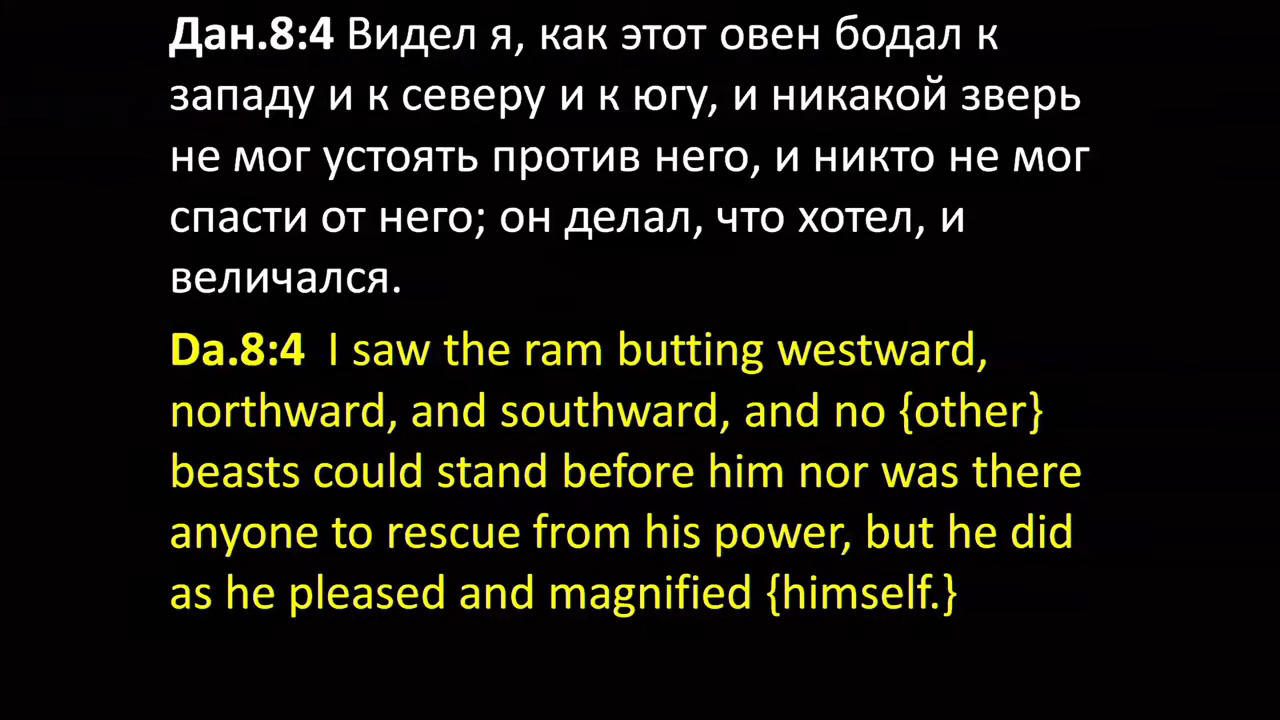 Дан.8:4 Видел я, как этот овен бодал к
западу и к северу и к югу, и никакой зверь
не мог устоять против него, и никто не мог
спасти от него; он делал, что хотел, и
величался.
Da.8:4 I saw the ram butting westward,
northward, and southward, and no {other}
beasts could stand before him nor was there
anyone to rescue from his power, but he did
as he pleased and magnified {himself.}